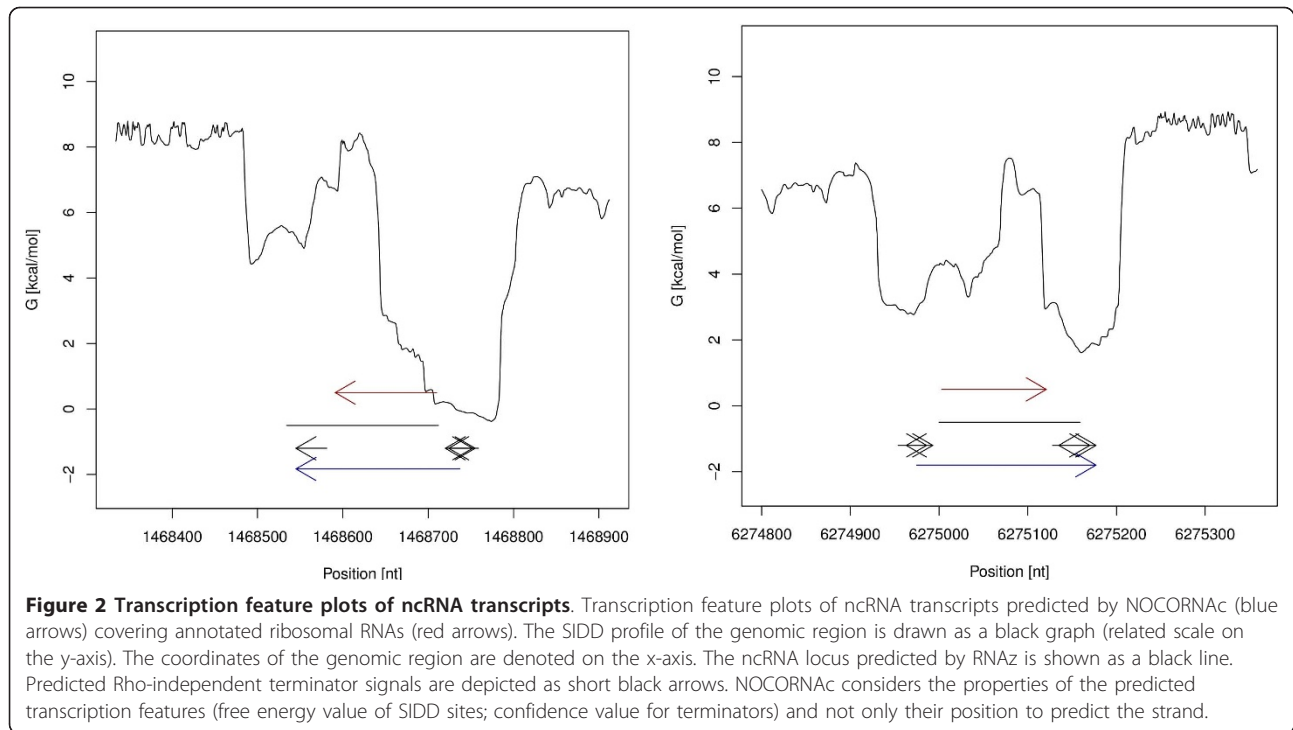 10
8
6
4
2
0
−2
G [kcal/mol]
1468400 1468500 1468600 1468700 1468800 1468900
Position [nt]
10
8
6
4
2
0
−2
G [kcal/mol]
6274800 6274900 6275000 6275100 6275200 6275300
Position [nt]
Figure 2 Transcription feature plots of ncRNA transcripts. Transcription feature plots of ncRNA transcripts predicted by NOCORNAc (blue
arrows) covering annotated ribosomal RNAs (red arrows). The SIDD profile of the genomic region is drawn as a black graph (related scale on
the y-axis). The coordinates of the genomic region are denoted on the x-axis. The ncRNA locus predicted by RNAz is shown as a black line.
Predicted Rho-independent terminator signals are depicted as short black arrows. NOCORNAc considers the properties of the predicted
transcription features (free energy value of SIDD sites; confidence value for terminators) and not only their position to predict the strand.